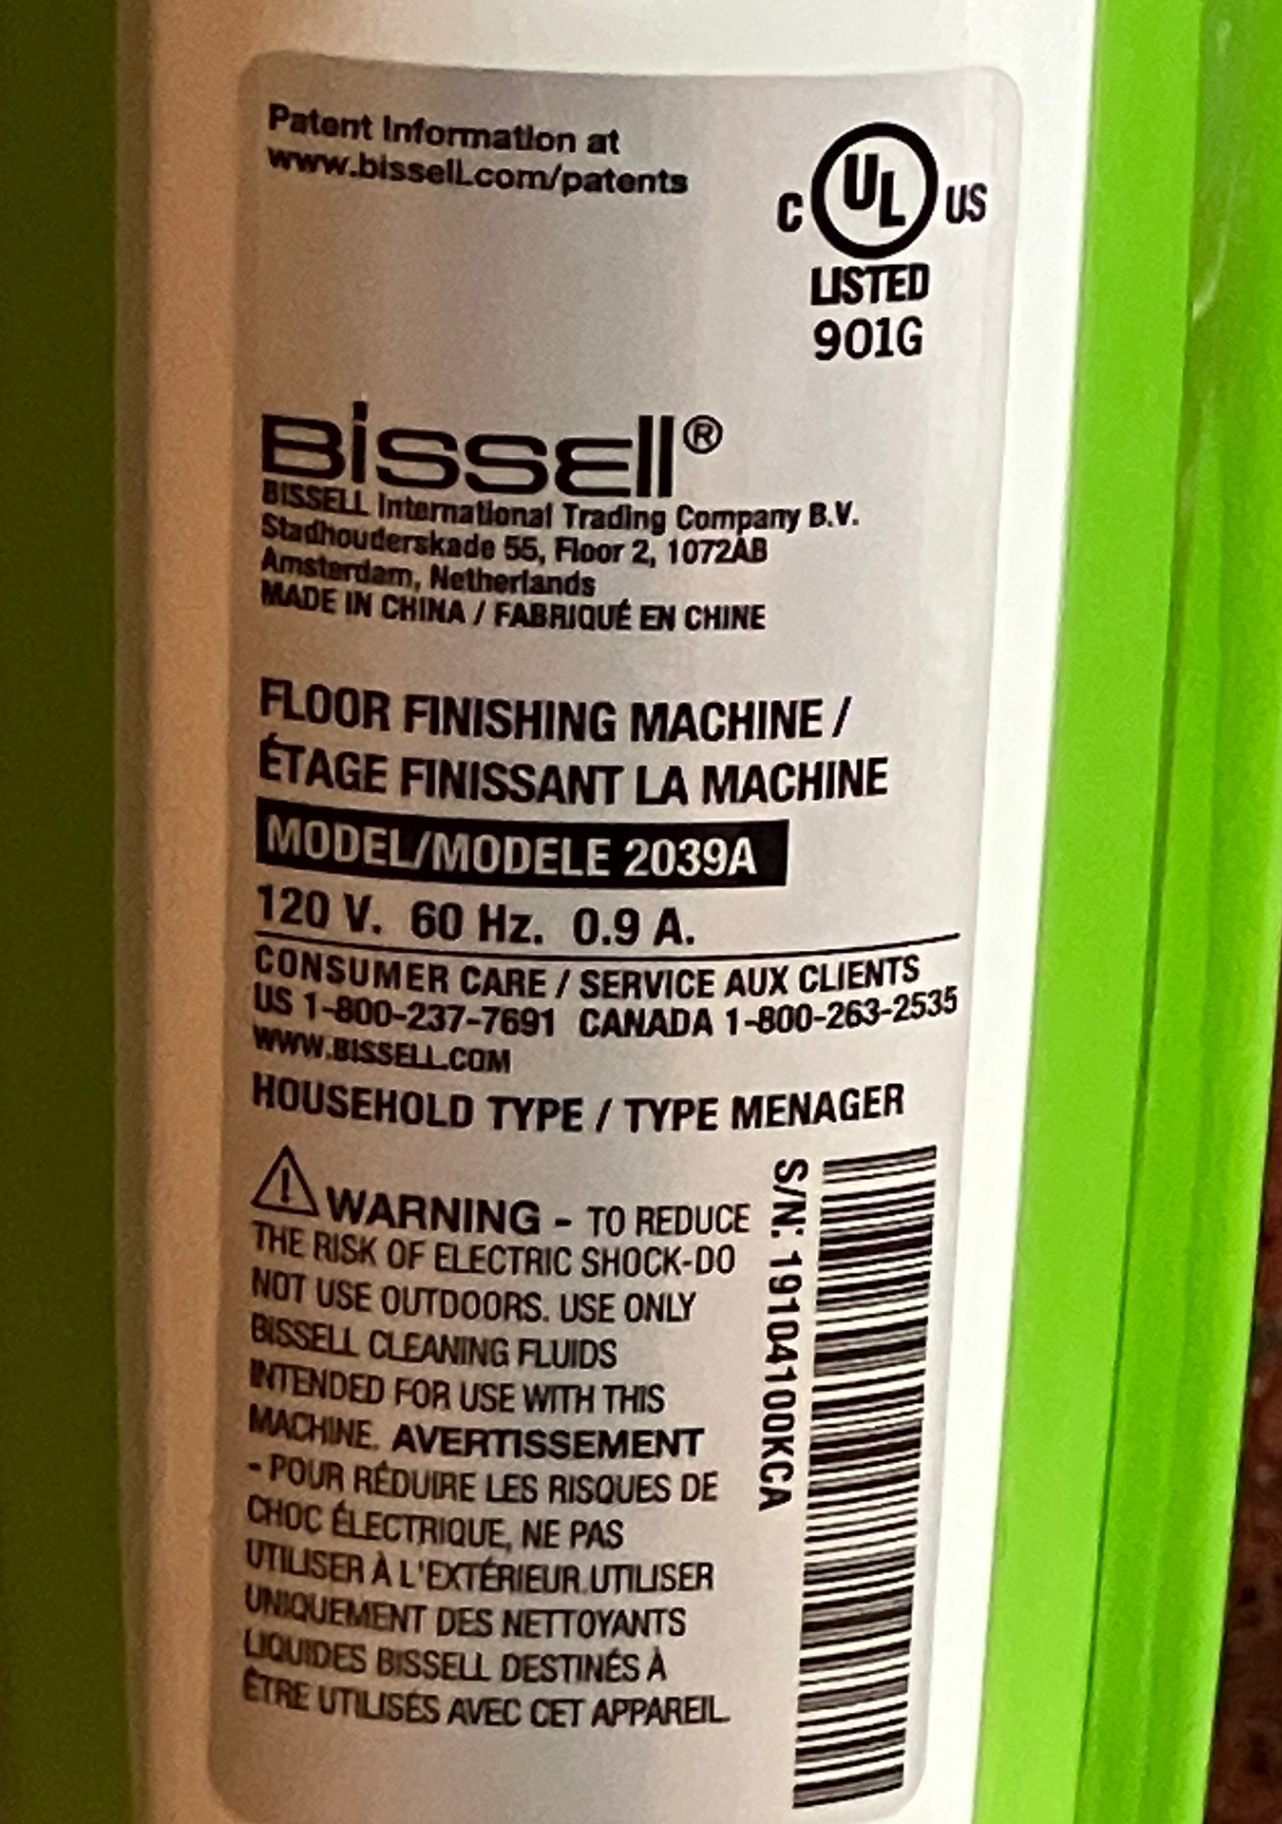 Patent Information at
www.bissell.com/patents
C UL US
LISTED
901G
Bissell®
BISSELL International Trading Company B.V.
Stadhouderskade 55, Floor 2, 1072AB
Amsterdam, Netherlands
MADE IN CHINA / FABRIQUÉ EN CHINE
FLOOR FINISHING MACHINE /
ÉTAGE FINISSANT LA MACHINE
MODEL/MODELE 2039A
120 V. 60 Hz. 0.9 A.
CONSUMER CARE / SERVICE AUX CLIENTS
US 1-800-237-7691 CANADA 1-800-263-2535
WWW.BISSELL.COM
HOUSEHOLD TYPE / TYPE MENAGER
WARNING - TO REDUCE
THE RISK OF ELECTRIC SHOCK-DO
NOT USE OUTDOORS. USE ONLY
BISSELL CLEANING FLUIDS
INTENDED FOR USE WITH THIS
MACHINE. AVERTISSEMENT
- POUR RÉDUIRE LES RISQUES DE
CHOC ÉLECTRIQUE, NE PAS
UTILISER À L'EXTÉRIEUR.UTILISER
UNIQUEMENT DES NETTOYANTS
LIQUIDES BISSELL DESTINÉS À
ÊTRE UTILISÉS AVEC CET APPAREIL.
S/N: 19104100KCA